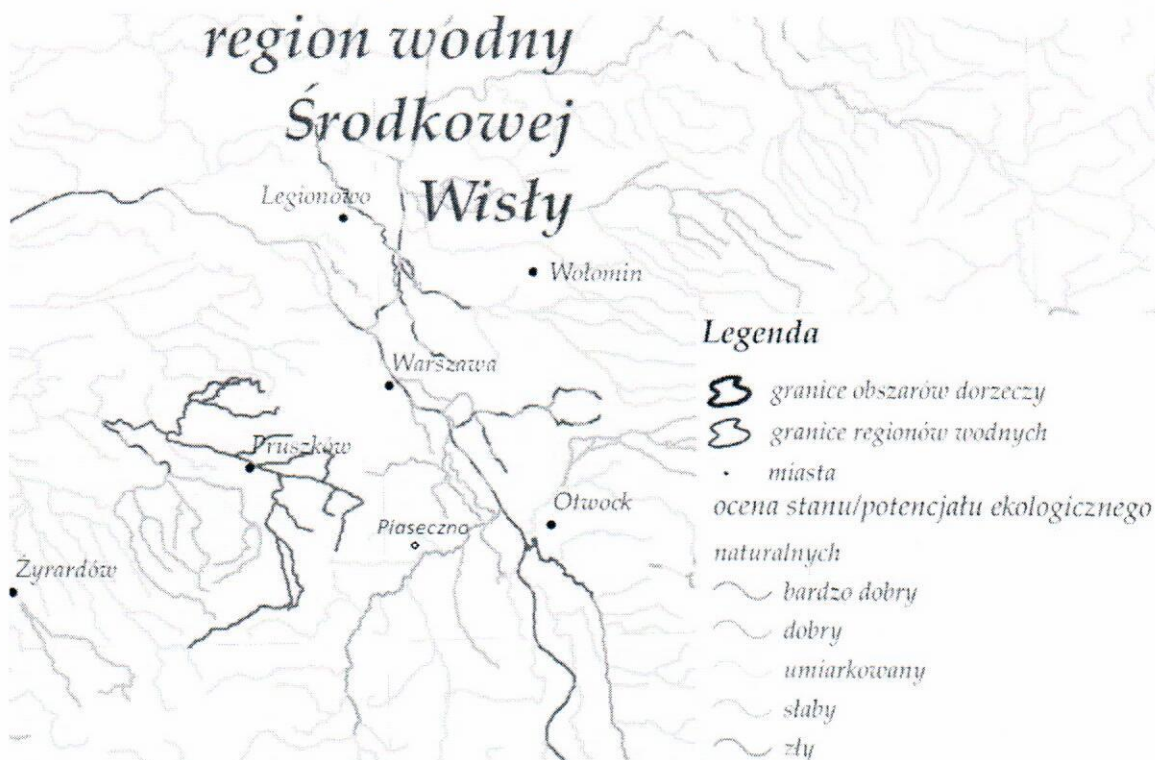 region wodny
Środkowej
Wisły
Legionowo
Wołomin
Warszawa
Pruszków
Otwock
Piaseczno
Żyrardów
Legenda
granice obszarów dorzeczy
granice regionów wodnych
miasta
ocena stanu/potencjału ekologicznego
naturalnych
bardzo dobry
dobry
umiarkowany
słaby
zły